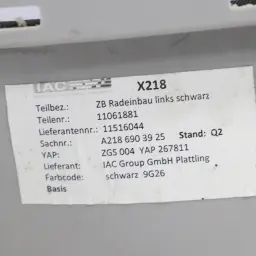 IAC X218
Teilbez.: ZB Radeinbau links schwarz
Teilenr.: 11061881
Lieferantennr.: 11516044
Sachnr.: A218 690 39 25 Stand: Q2
YAP: ZGS 004 YAP 267811
Lieferant: IAC Group GmbH Plattling
Farbcode: schwarz 9G26
Basis